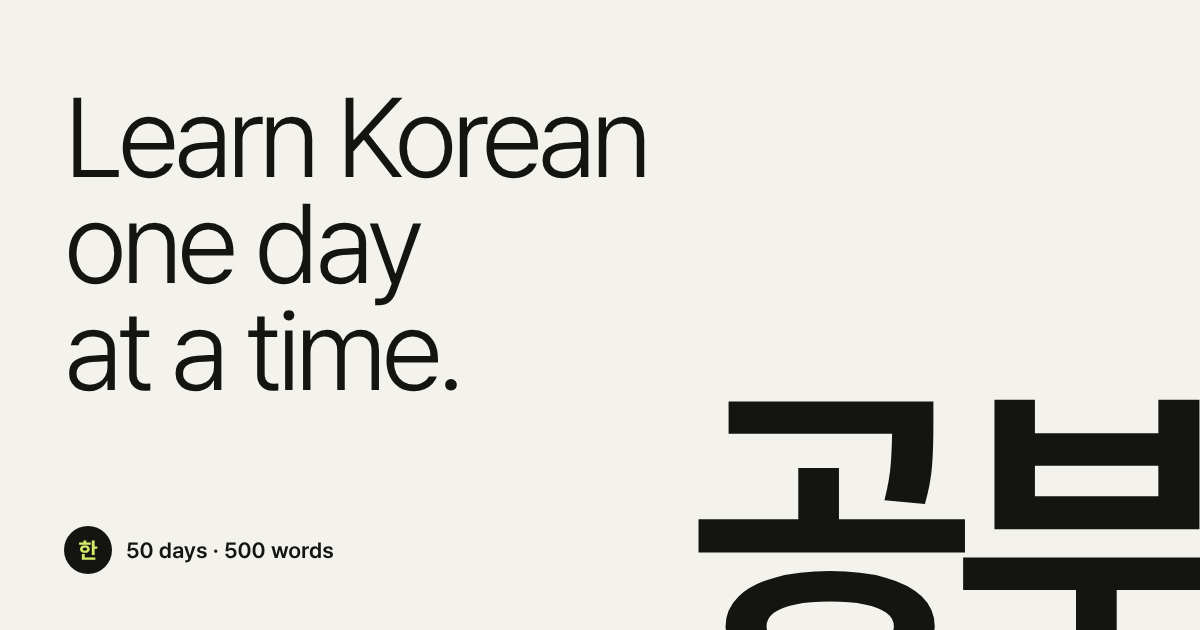 Learn Korean
one day
at a time.
한 50 days · 500 words
공부